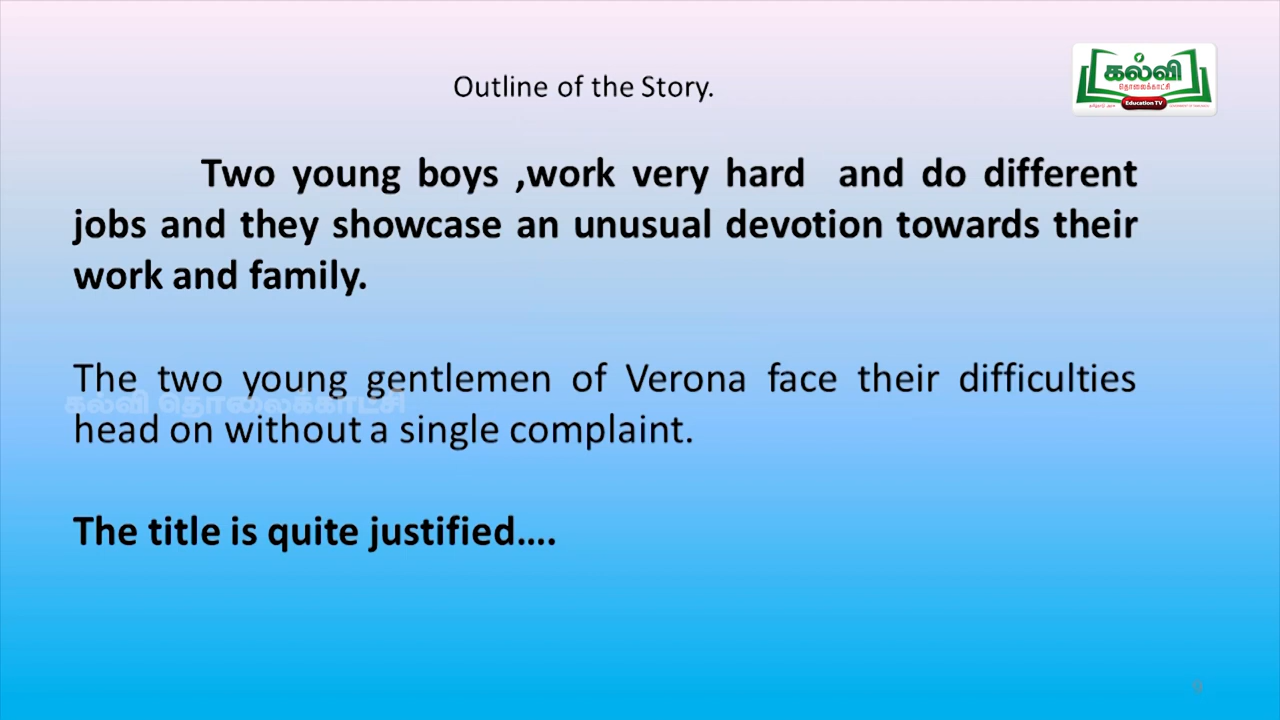 Outline of the Story.
கல்வி
தொலைக்காட்சி
Education TV
Two young boys ,work very hard and do different
jobs and they showcase an unusual devotion towards their
work and family.
The two young gentlemen of Verona face their difficulties
கல்வி தொலைக்காட்சி
head on without a single complaint.
The title is quite justified....
9